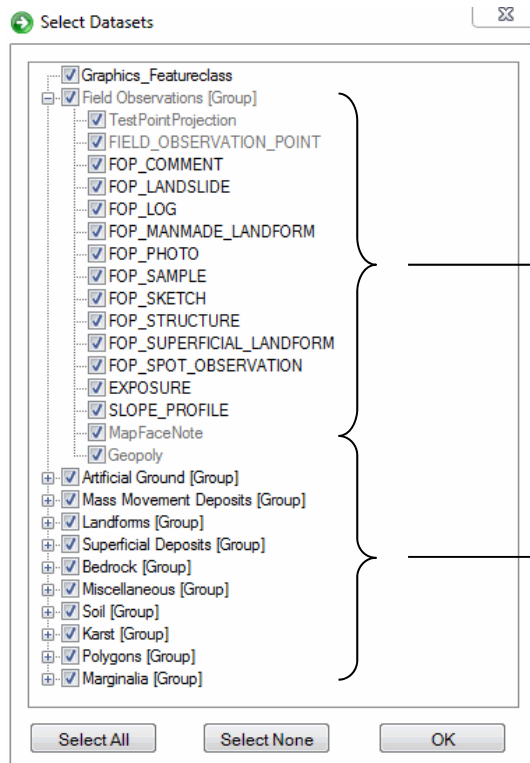 Select Datasets
Graphics_Featureclass
Field Observations [Group]
TestPointProjection
FIELD_OBSERVATION_POINT
FOP_COMMENT
FOP_LANDSLIDE
FOP_LOG
FOP_MANMADE_LANDFORM
FOP_PHOTO
FOP_SAMPLE
FOP_SKETCH
FOP_STRUCTURE
FOP_SUPERFICIAL_LANDFORM
FOP_SPOT_OBSERVATION
EXPOSURE
SLOPE_PROFILE
MapFaceNote
Geopoly
Artificial Ground [Group]
Mass Movement Deposits [Group]
Landforms [Group]
Superficial Deposits [Group]
Bedrock [Group]
Miscellaneous [Group]
Soil [Group]
Karst [Group]
Polygons [Group]
Marginalia [Group]
Select All Select None OK